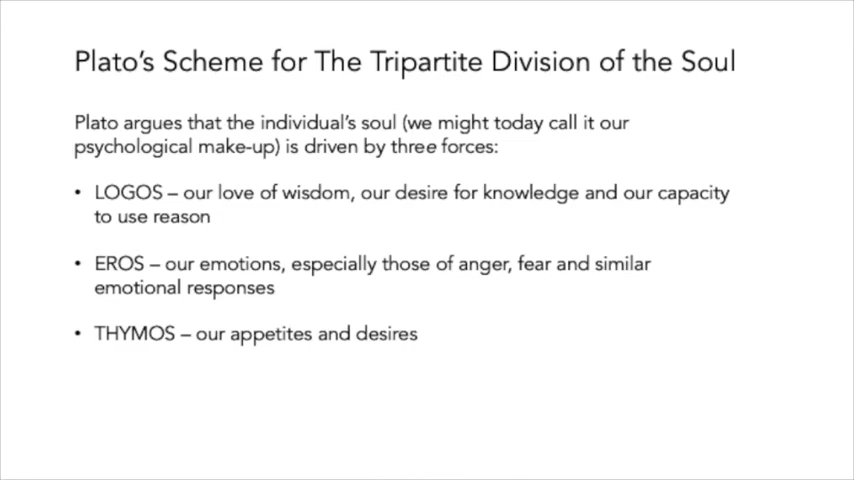 Plato's Scheme for The Tripartite Division of the Soul
Plato argues that the individual's soul (we might today call it our
psychological make-up) is driven by three forces:
• LOGOS – our love of wisdom, our desire for knowledge and our capacity
to use reason
• EROS – our emotions, especially those of anger, fear and similar
emotional responses
• THYMOS – our appetites and desires